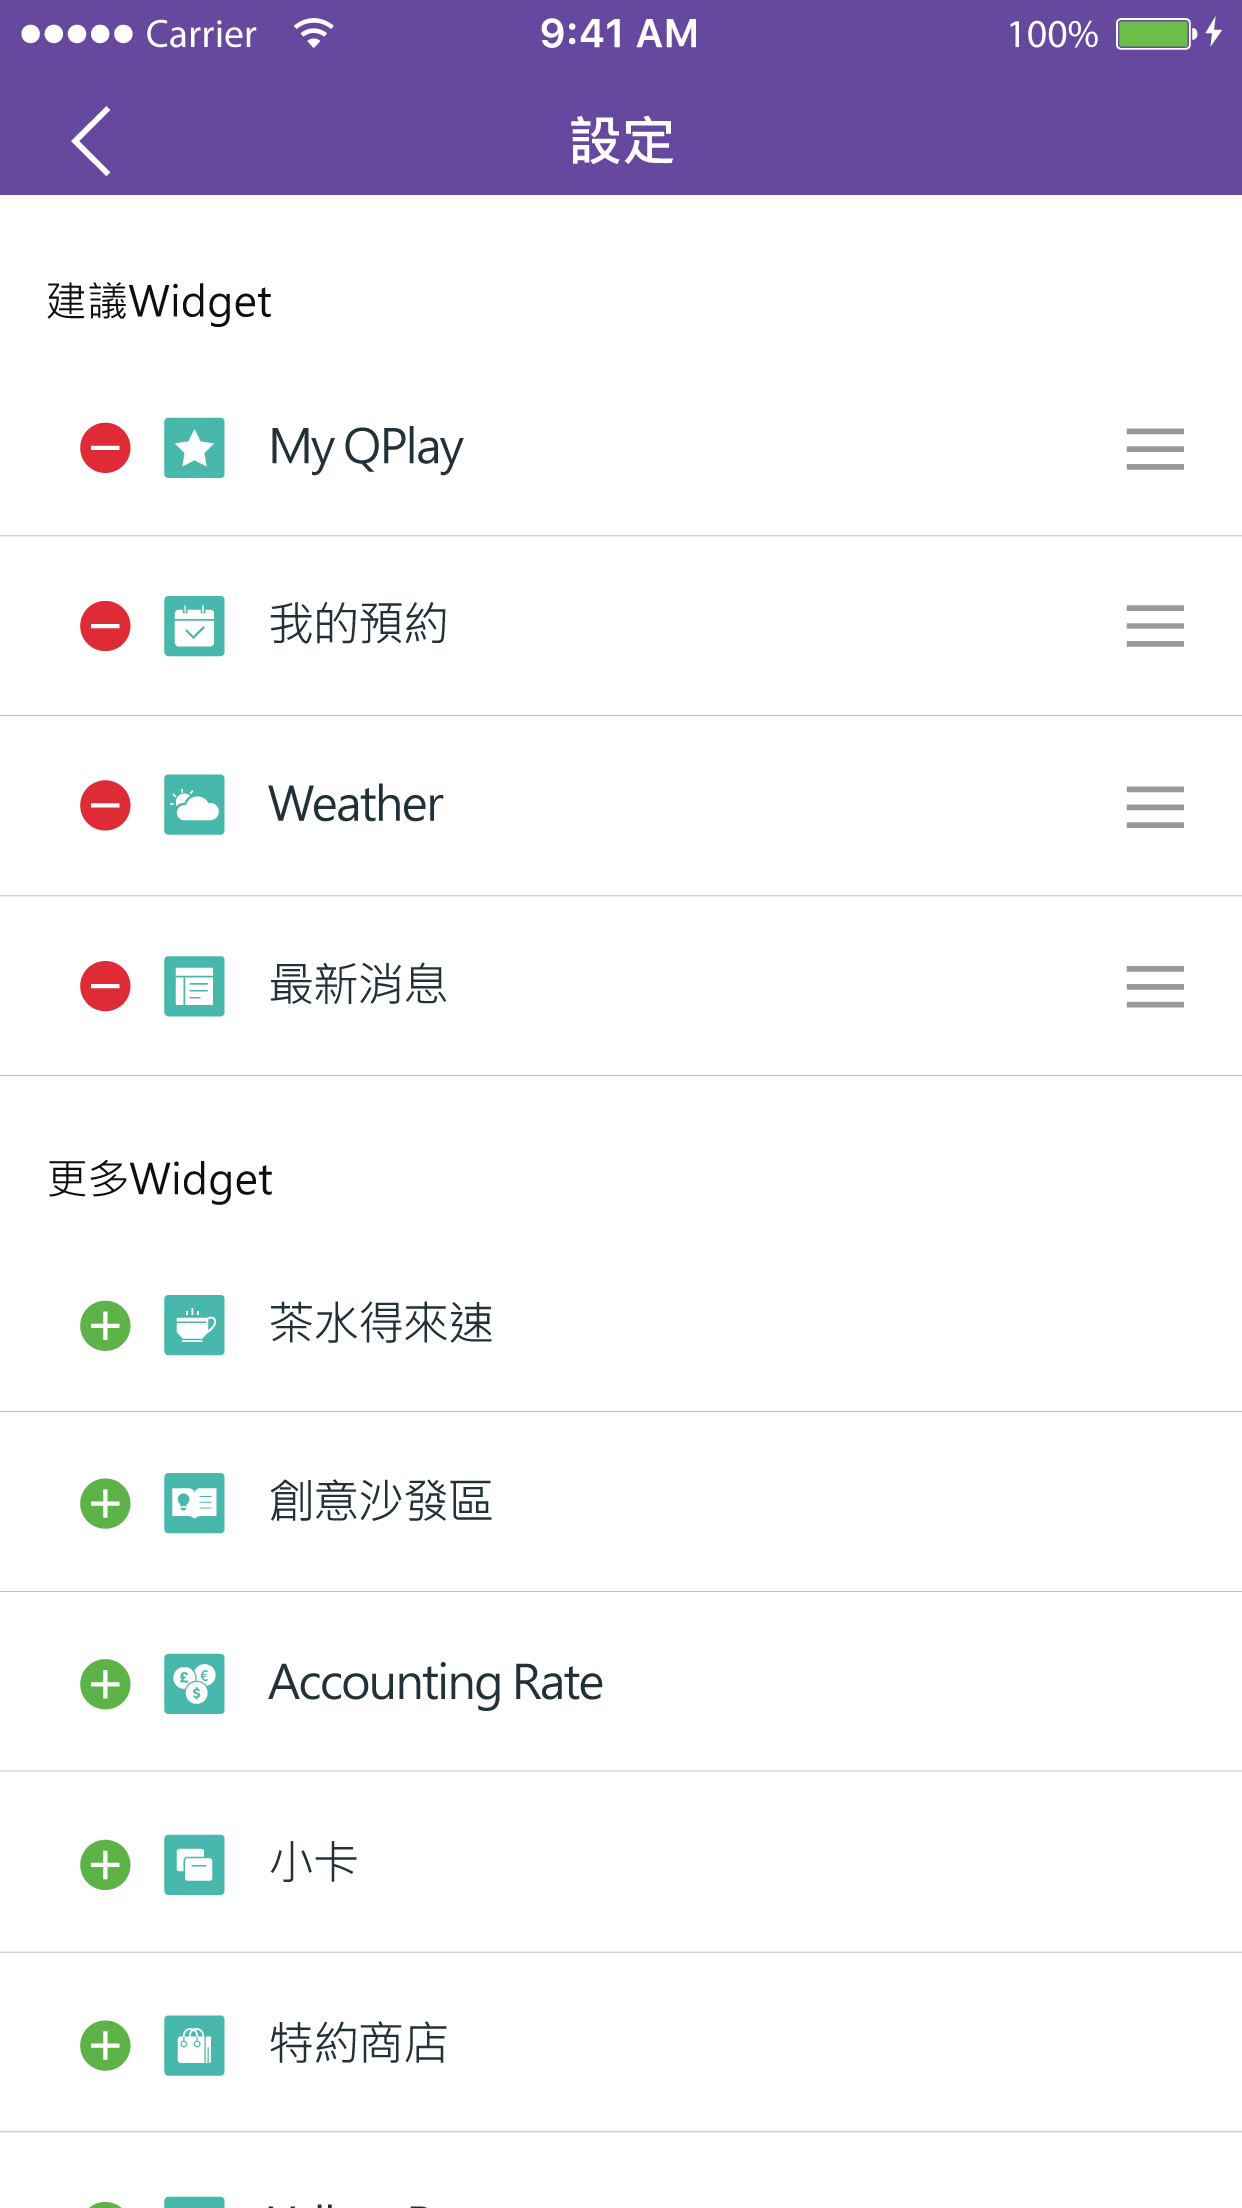 Carrier 9:41 AM 100%
設定
建議Widget
My QPlay
我的預約
Weather
最新消息
更多Widget
茶水得來速
創意沙發區
Accounting Rate
小卡
特約商店